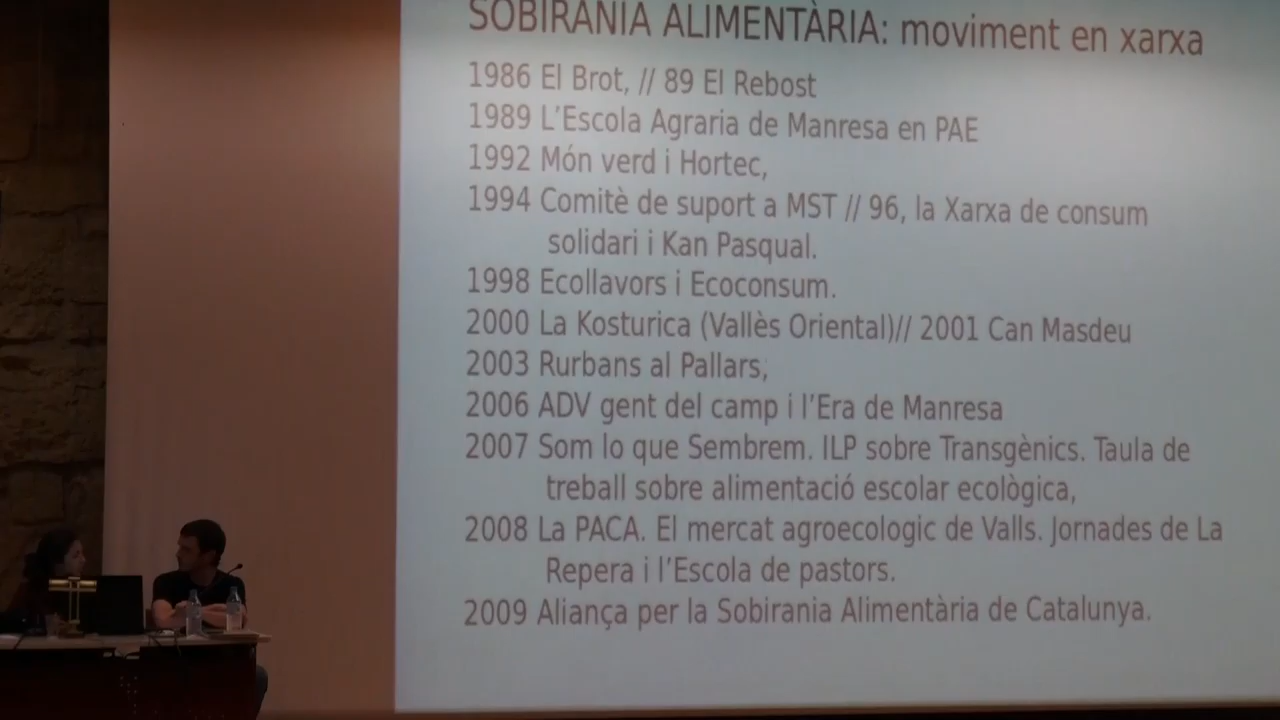 SOBIRANIA ALIMENTÀRIA: moviment en xarxa
1986 El Brot, // 89 El Rebost
1989 L'Escola Agraria de Manresa en PAE
1992 Món verd i Hortec,
1994 Comitè de suport a MST // 96, la Xarxa de consum
solidari i Kan Pasqual.
1998 Ecollavors i Ecoconsum.
2000 La Kosturica (Vallès Oriental)// 2001 Can Masdeu
2003 Rurbans al Pallars,
2006 ADV gent del camp i l'Era de Manresa
2007 Som lo que Sembrem. ILP sobre Transgènics. Taula de
treball sobre alimentació escolar ecològica,
2008 La PACA. El mercat agroecologic de Valls. Jornades de La
Repera i l'Escola de pastors.
2009 Aliança per la Sobirania Alimentària de Catalunya.